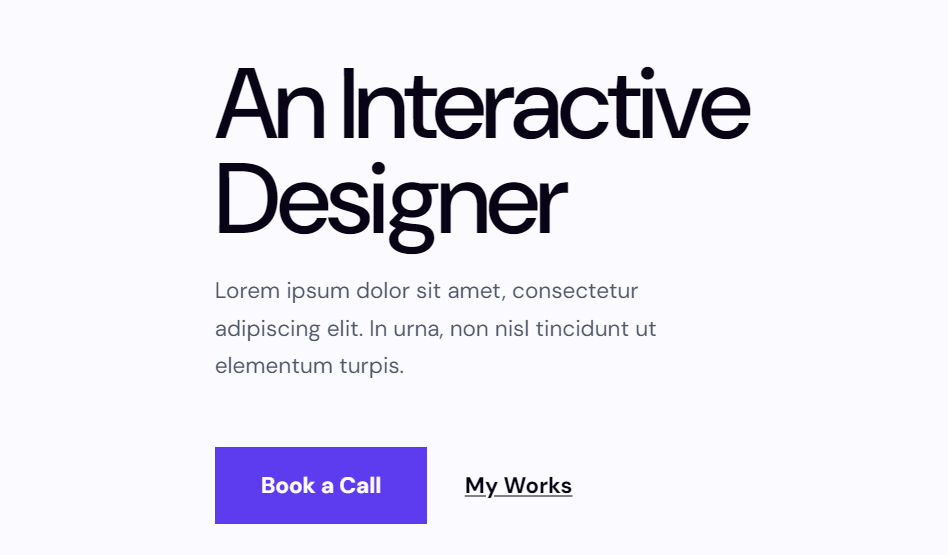 An Interactive
Designer
Lorem ipsum dolor sit amet, consectetur
adipiscing elit. In urna, non nisl tincidunt ut
elementum turpis.
Book a Call
My Works